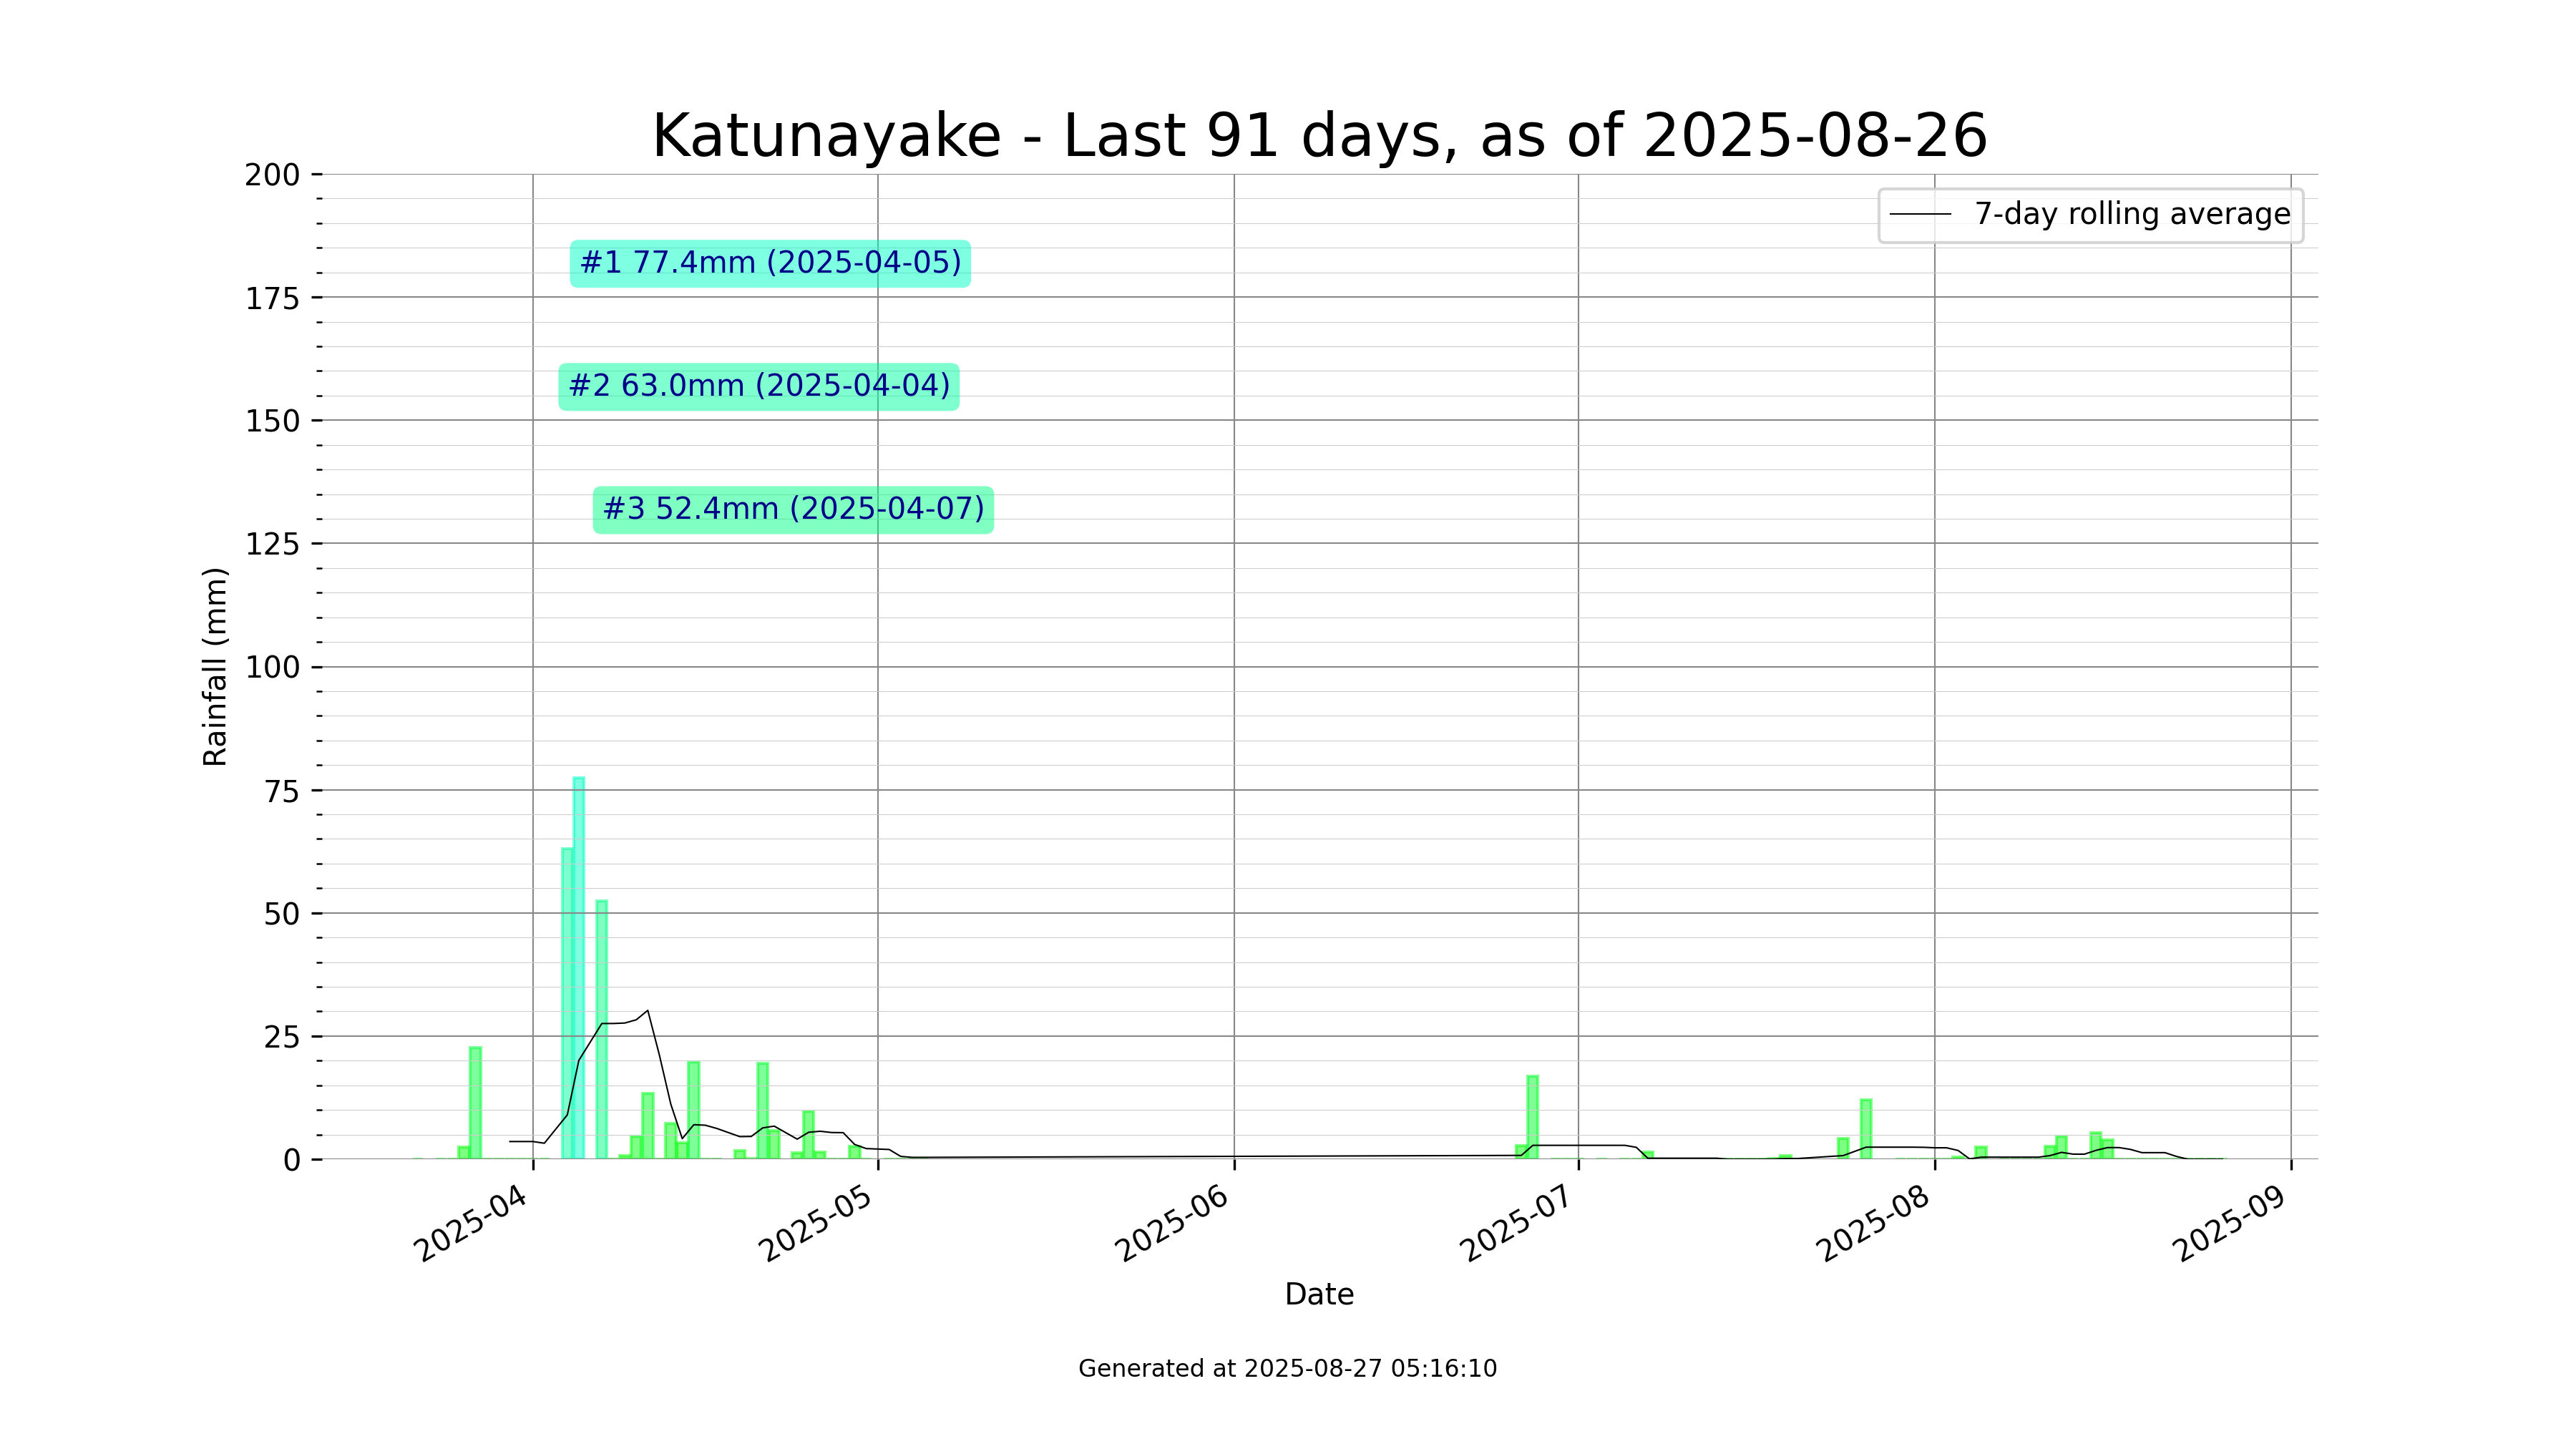 Katunayake - Last 91 days, as of 2025-08-26
200
175
150
125
100
75
50
25
0
Rainfall (mm)
7-day rolling average
#1 77.4mm (2025-04-05)
#2 63.0mm (2025-04-04)
#3 52.4mm (2025-04-07)
2025-04
2025-05
2025-06
2025-07
2025-08
2025-09
Date
Generated at 2025-08-27 05:16:10